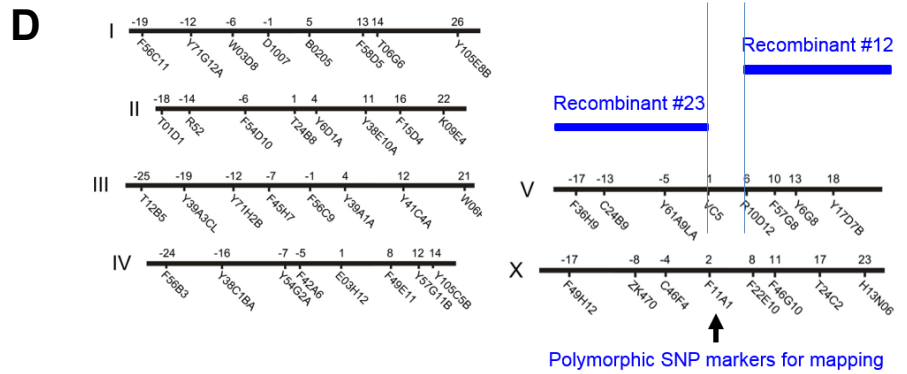 D
I
-19 -12 -6 -1 5 13 14 26
F56C11 Y71G12A W03D8 D1007 B0205 F58D5 T06G6 Y105E8B
II
-18 -14 -6 1 4 11 16 22
T01D1 R52 F54D10 T24B8 Y6D1A Y38E10A F15D4 K09E4
III
-25 -19 -12 -7 -1 4 12 21
T12B5 Y39A3CL Y71H2B F45H7 F56C9 Y39A1A Y41C4A
IV
-24 -16 -7 -5 1 8 12 14
F56B3 Y38C1BA Y54G2A F42A6 E03H12 F49E11 Y57G11B Y105C5B
Recombinant #12
Recombinant #23
V
-17 -13 -5 1 6 10 13 18
F36H9 C24B9 Y61A9LA VC5 R10D12 F57G8 Y6G8 Y17D7B
X
-17 -8 -4 2 8 11 17 23
F49H12 ZK470 C46F4 F11A1 F22E10 F46G10 T24C2 H13N06
Polymorphic SNP markers for mapping